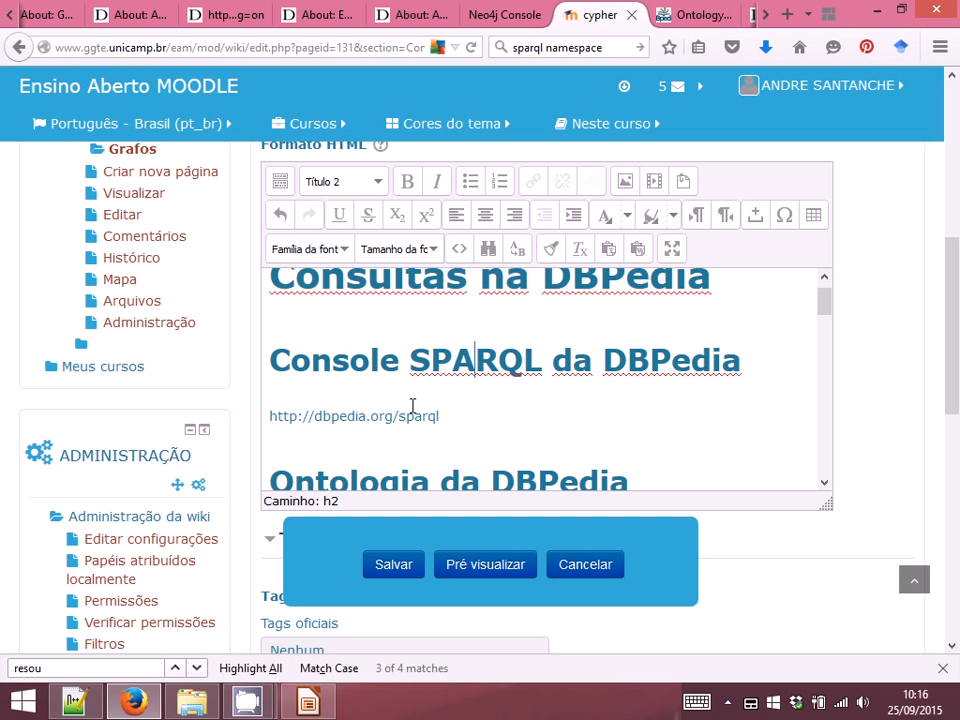 About: G...
About: A...
http...g=on
About: E...
About: A...
Neo4j Console
cypher
Ontology...
www.ggte.unicamp.br/eam/mod/wiki/edit.php?pageid=131&section=Cor
sparql namespace
Ensino Aberto MOODLE
5
ANDRE SANTANCHE
Português - Brasil (pt_br)
Cursos
Cores do tema
Neste curso
Grafos
Criar nova página
Visualizar
Editar
Comentários
Histórico
Mapa
Arquivos
Administração
Meus cursos
ADMINISTRAÇÃO
Administração da wiki
Editar configurações
Papéis atribuídos
localmente
Permissões
Verificar permissões
Filtros
Formato HTML
Título 2
Família da font
Tamanho da fc
Consultas na DBPedia
Console SPARQL da DBPedia
http://dbpedia.org/sparql
Ontologia da DBPedia
Caminho: h2
Salvar
Pré visualizar
Cancelar
Tag
Tags oficiais
Nenhum
resou
Highlight All
Match Case
3 of 4 matches
10:16
25/09/2015